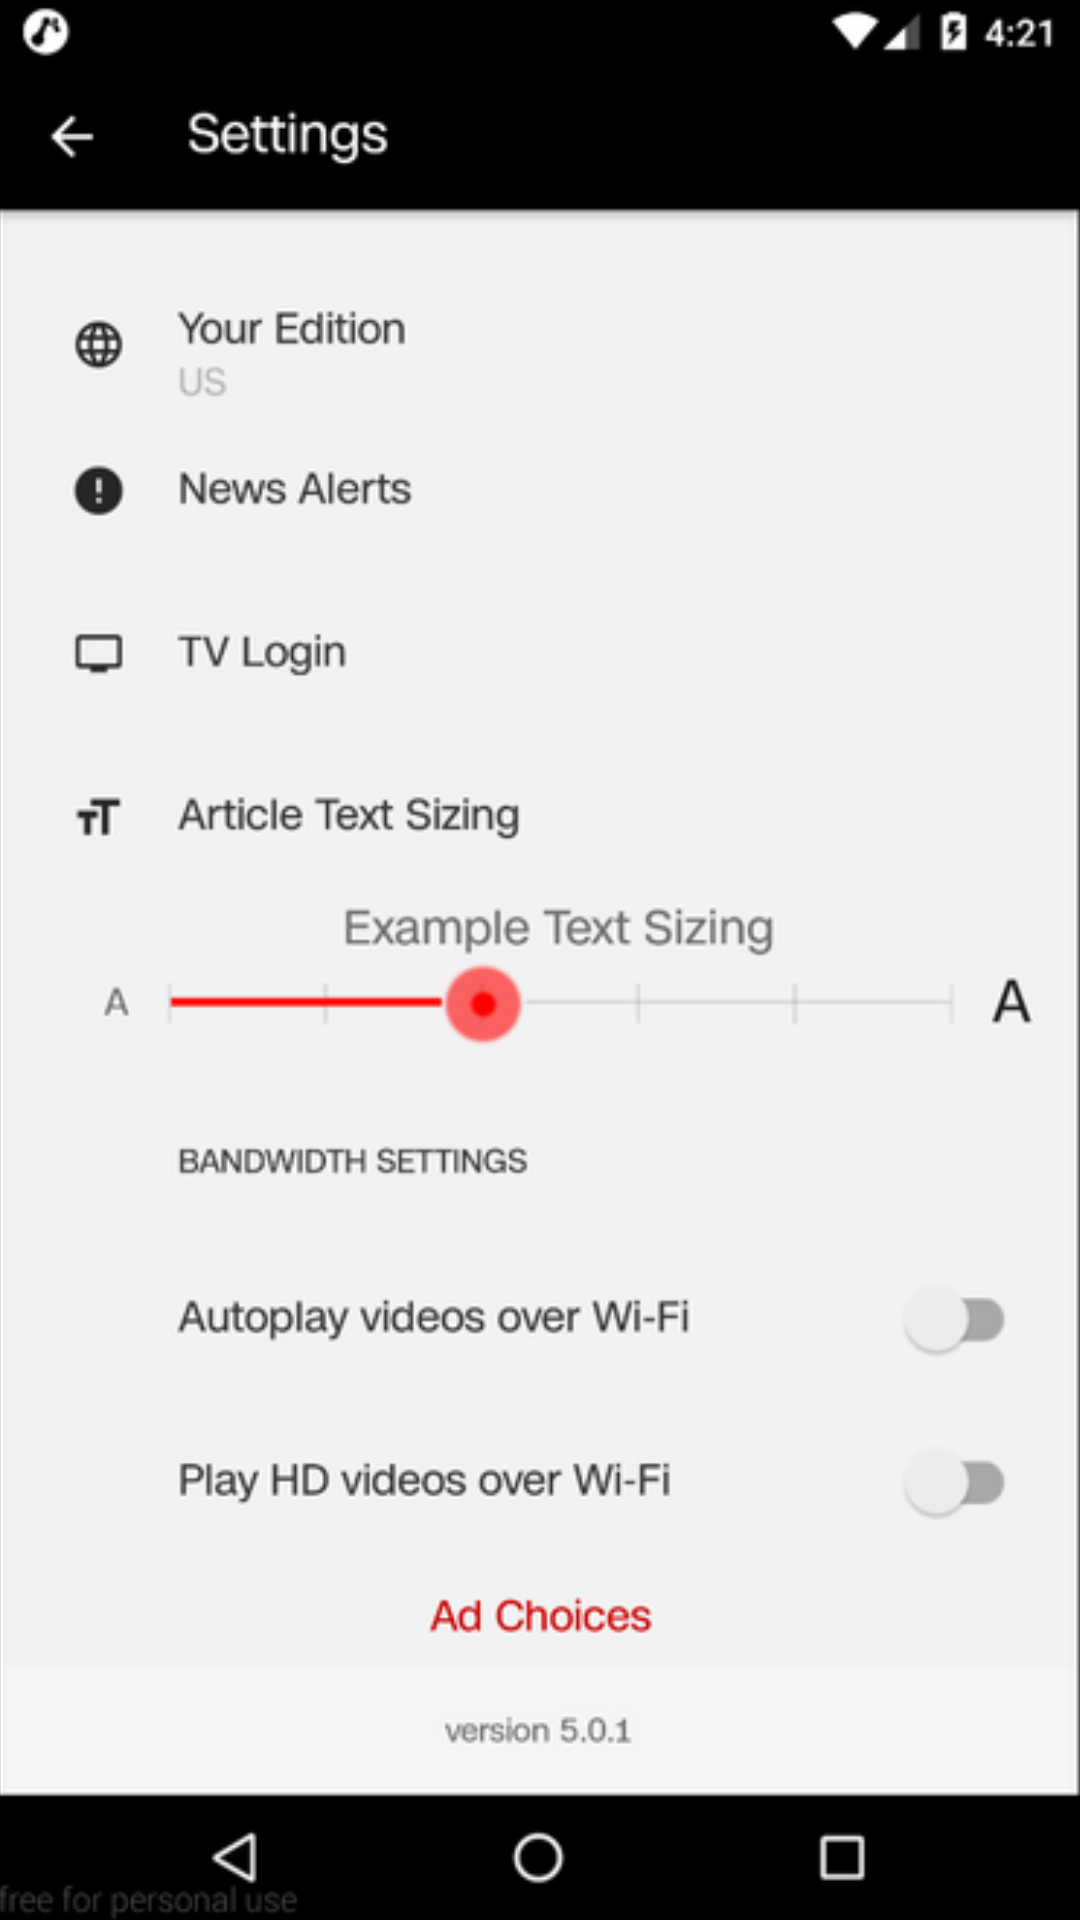 4:21
Settings
Your Edition
US
News Alerts
TV Login
Article Text Sizing
Example Text Sizing
A A
BANDWIDTH SETTINGS
Autoplay videos over Wi-Fi
Play HD videos over Wi-Fi
Ad Choices
version 5.0.1
free for personal use